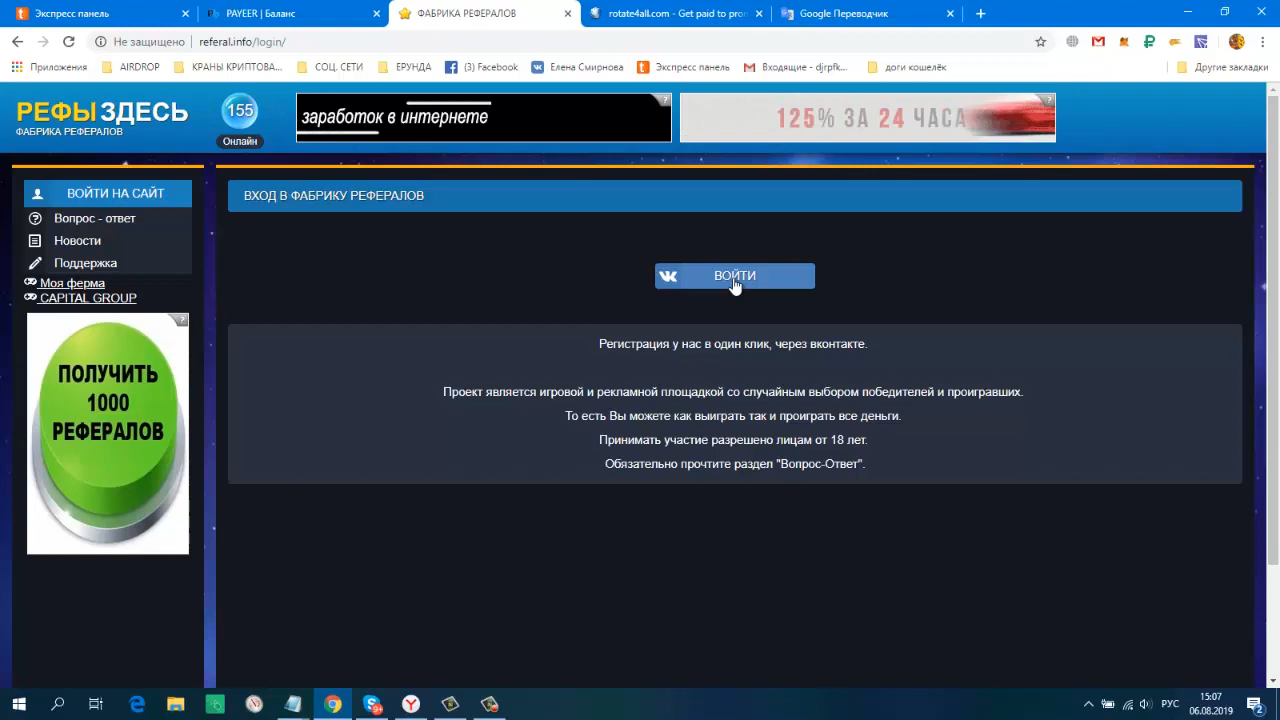 Экспресс панель
PAYEER | Баланс
ФАБРИКА РЕФЕРАЛОВ
rotate4all.com - Get paid to pron
Google Переводчик
Не защищено
referal.info/login/
Приложения
AIRDROP
КРАНЫ КРИПТОВА...
СОЦ. СЕТИ
ЕРУНДА
(3) Facebook
Елена Смирнова
Экспресс панель
Входящие - djrpfk...
доги кошелёк
Другие закладки
РЕФЫ ЗДЕСЬ
ФАБРИКА РЕФЕРАЛОВ
155
Онлайн
заработок в интернете
125% ЗА 24 ЧАСА
ВОЙТИ НА САЙТ
Вопрос - ответ
Новости
Поддержка
Моя ферма
CAPITAL GROUP
ПОЛУЧИТЬ
1000
РЕФЕРАЛОВ
ВХОД В ФАБРИКУ РЕФЕРАЛОВ
ВОЙТИ
Регистрация у нас в один клик, через вконтакте.
Проект является игровой и рекламной площадкой со случайным выбором победителей и проигравших.
То есть Вы можете как выиграть так и проиграть все деньги.
Принимать участие разрешено лицам от 18 лет.
Обязательно прочтите раздел "Вопрос-Ответ".
РУС
15:07
06.08.2019